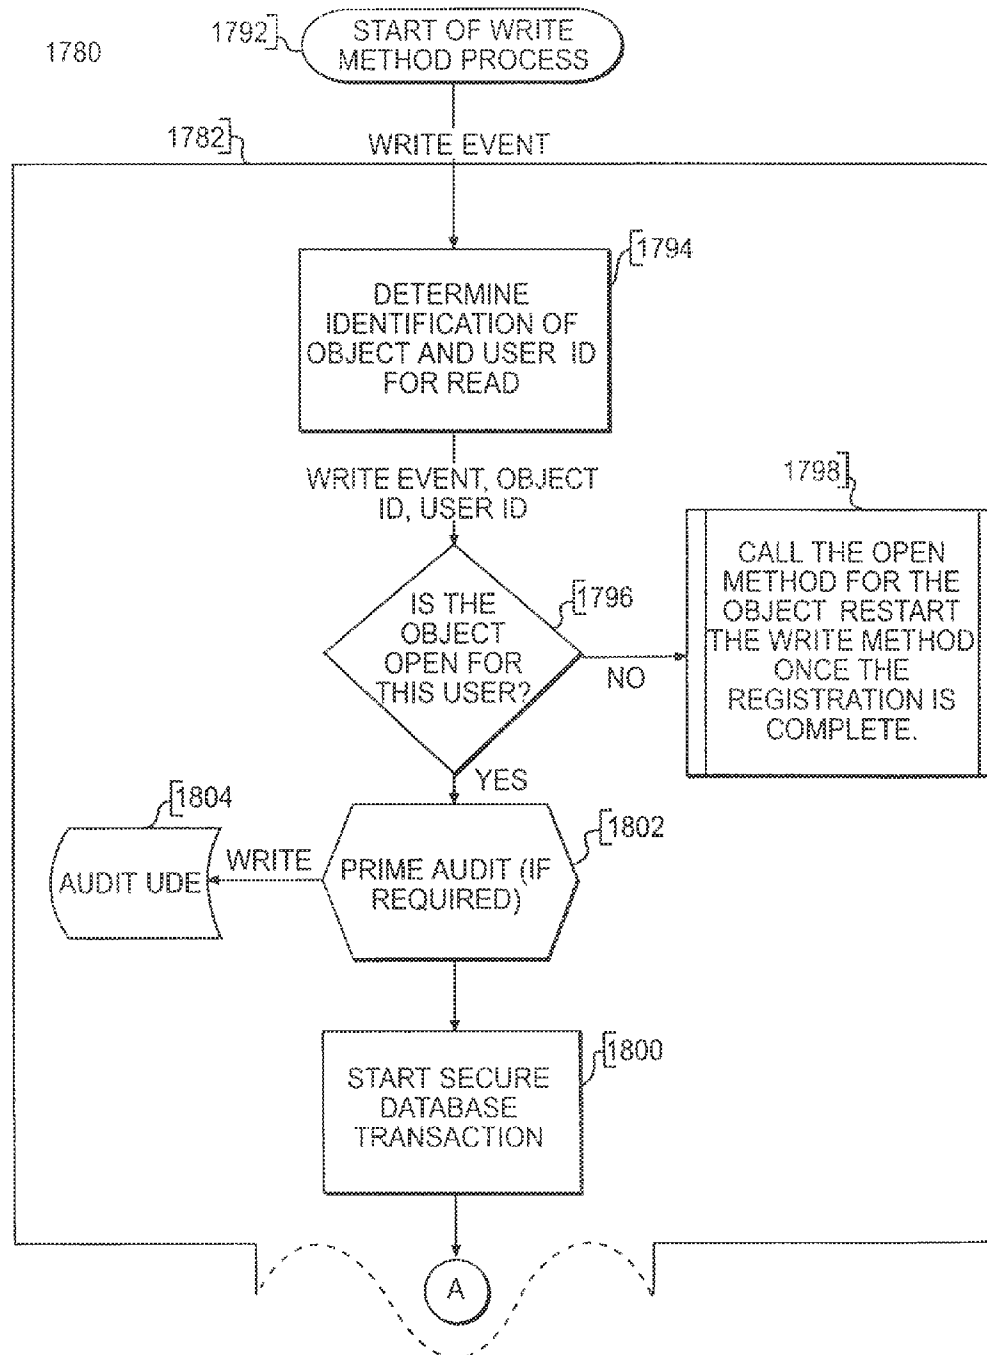 1792
START OF WRITE
METHOD PROCESS
1780
1782
WRITE EVENT
1794
DETERMINE
IDENTIFICATION OF
OBJECT AND USER ID
FOR READ
WRITE EVENT, OBJECT
ID, USER ID
1798
CALL THE OPEN
METHOD FOR THE
OBJECT RESTART
THE WRITE METHOD
ONCE THE
REGISTRATION IS
COMPLETE.
1796
IS THE
OBJECT
OPEN FOR
THIS USER?
NO
YES
1804
AUDIT UDE
WRITE
1802
PRIME AUDIT (IF
REQUIRED)
1800
START SECURE
DATABASE
TRANSACTION
A